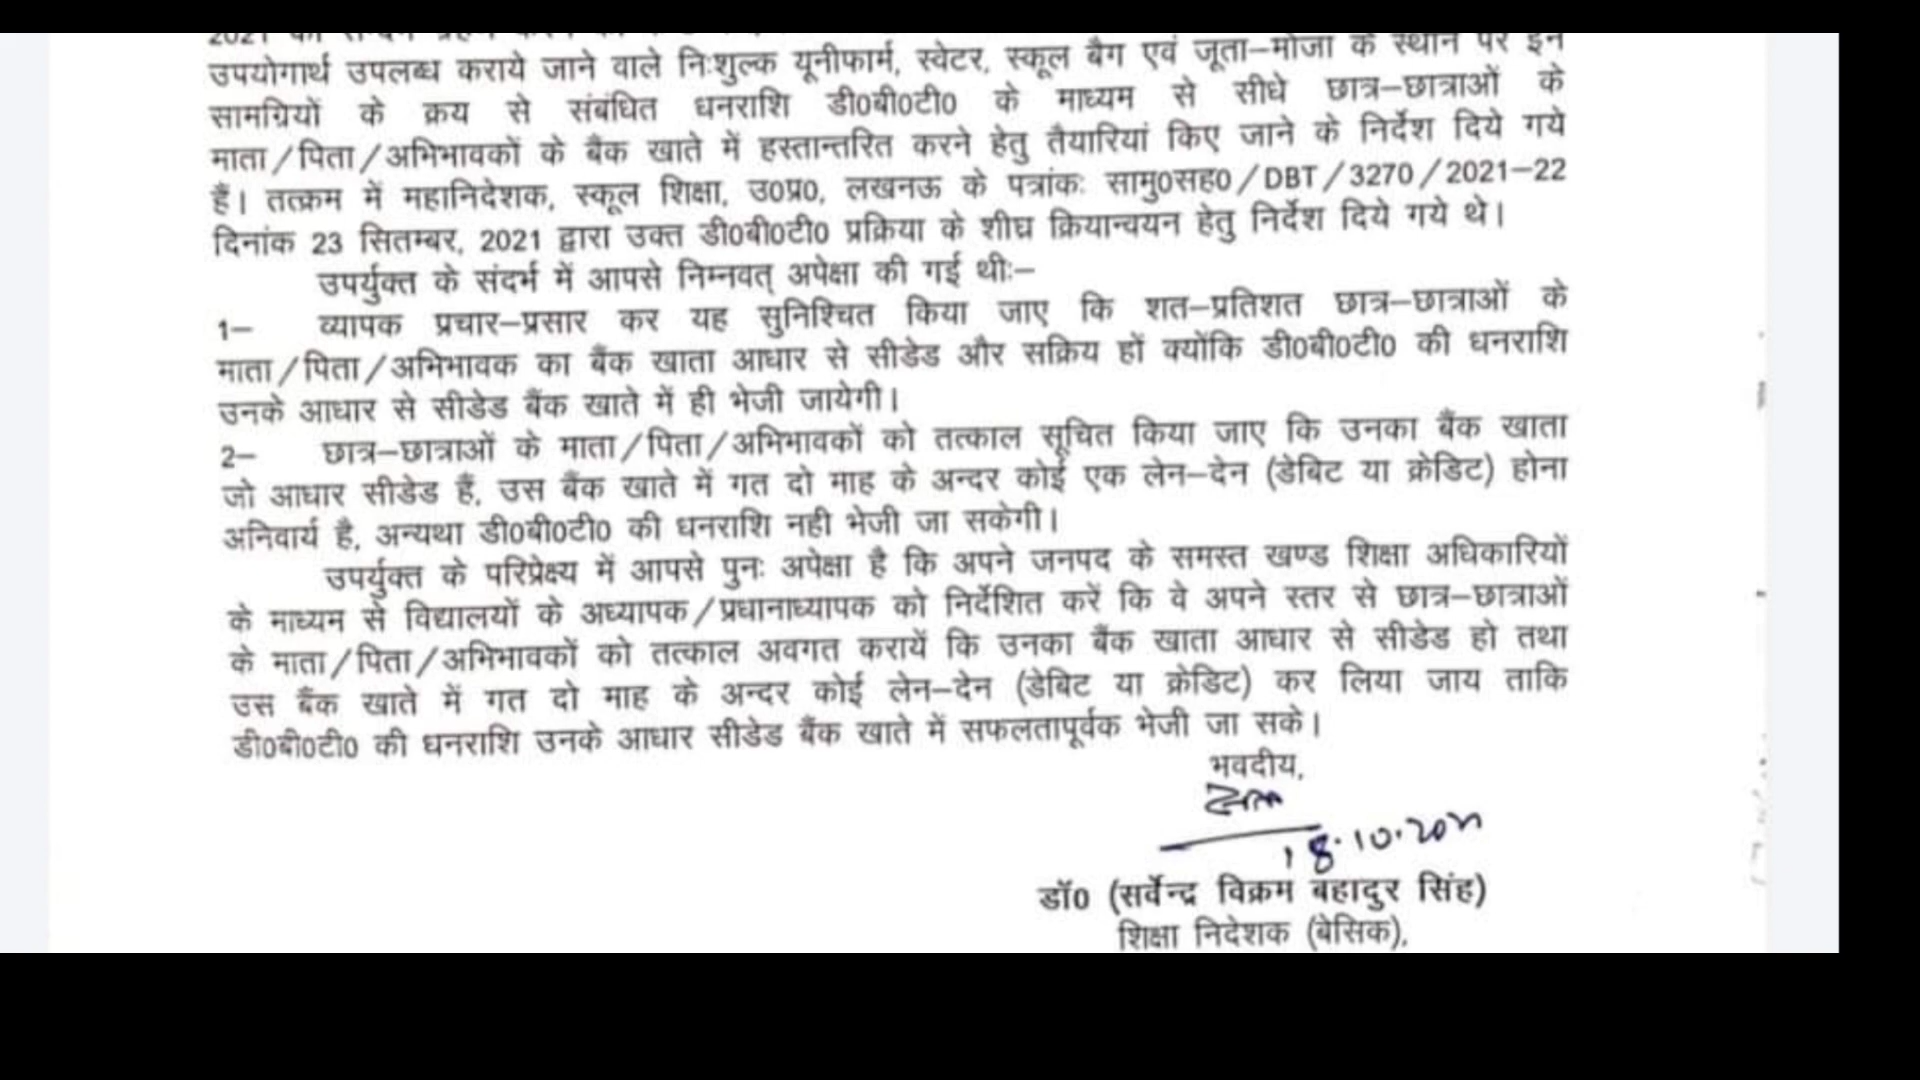 उपयोगार्थ उपलब्ध कराये जाने वाले निःशुल्क यूनीफार्म, स्वेटर, स्कूल बैग एवं जूता–मोजा के स्थान पर इन
सामग्रियों के क्रय से संबंधित धनराशि डी0बी0टी0 के माध्यम से सीधे छात्र–छात्राओं के
माता/पिता/अभिभावकों के बैंक खाते में हस्तान्तरित करने हेतु तैयारियां किए जाने के निर्देश दिये गये
हैं। तत्क्रम में महानिदेशक, स्कूल शिक्षा, उ0प्र0, लखनऊ के पत्रांकः सामु0सह0/DBT/3270/2021–22
दिनांक 23 सितम्बर, 2021 द्वारा उक्त डी0बी0टी0 प्रक्रिया के शीघ्र क्रियान्वयन हेतु निर्देश दिये गये थे।
उपर्युक्त के संदर्भ में आपसे निम्नवत् अपेक्षा की गई थीः–
1– व्यापक प्रचार–प्रसार कर यह सुनिश्चित किया जाए कि शत–प्रतिशत छात्र–छात्राओं के
माता/पिता/अभिभावक का बैंक खाता आधार से सीडेड और सक्रिय हों क्योंकि डी0बी0टी0 की धनराशि
उनके आधार से सीडेड बैंक खाते में ही भेजी जायेगी।
2– छात्र–छात्राओं के माता/पिता/अभिभावकों को तत्काल सूचित किया जाए कि उनका बैंक खाता
जो आधार सीडेड हैं, उस बैंक खाते में गत दो माह के अन्दर कोई एक लेन–देन (डेबिट या क्रेडिट) होना
अनिवार्य है, अन्यथा डी0बी0टी0 की धनराशि नही भेजी जा सकेगी।
उपर्युक्त के परिप्रेक्ष्य में आपसे पुनः अपेक्षा है कि अपने जनपद के समस्त खण्ड शिक्षा अधिकारियों
के माध्यम से विद्यालयों के अध्यापक/प्रधानाध्यापक को निर्देशित करें कि वे अपने स्तर से छात्र–छात्राओं
के माता/पिता/अभिभावकों को तत्काल अवगत करायें कि उनका बैंक खाता आधार से सीडेड हो तथा
उस बैंक खाते में गत दो माह के अन्दर कोई लेन–देन (डेबिट या क्रेडिट) कर लिया जाय ताकि
डी0बी0टी0 की धनराशि उनके आधार सीडेड बैंक खाते में सफलतापूर्वक भेजी जा सके।
भवदीय,
18.10.2021
डॉ0 (सर्वेन्द्र विक्रम बहादुर सिंह)
शिक्षा निदेशक (बेसिक),